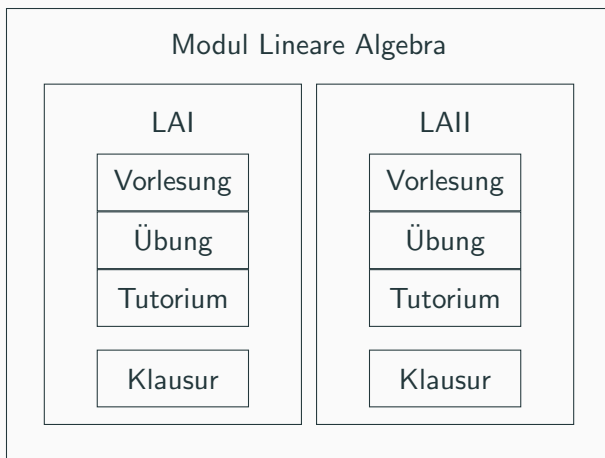 Modul Lineare Algebra
LAI
Vorlesung
Übung
Tutorium
Klausur
LAII
Vorlesung
Übung
Tutorium
Klausur